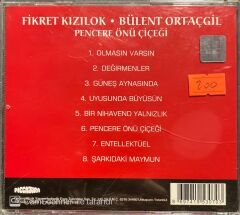 FİKRET KIZILOK • BÜLENT ORTAÇGİL
PENCERE ÖNÜ ÇİÇEĞİ
1. OLMASIN VARSIN
2. DEĞİRMENLER
3. GÜNEŞ AYNASINDA
4. UYUSUNDA BÜYÜSÜN
5. BİR NİHAVEND YALNIZLIK
6. PENCERE ÖNÜ ÇİÇEĞİ
7. ENTELLEKTÜEL
8. ŞARKIDAKİ MAYMUN
200